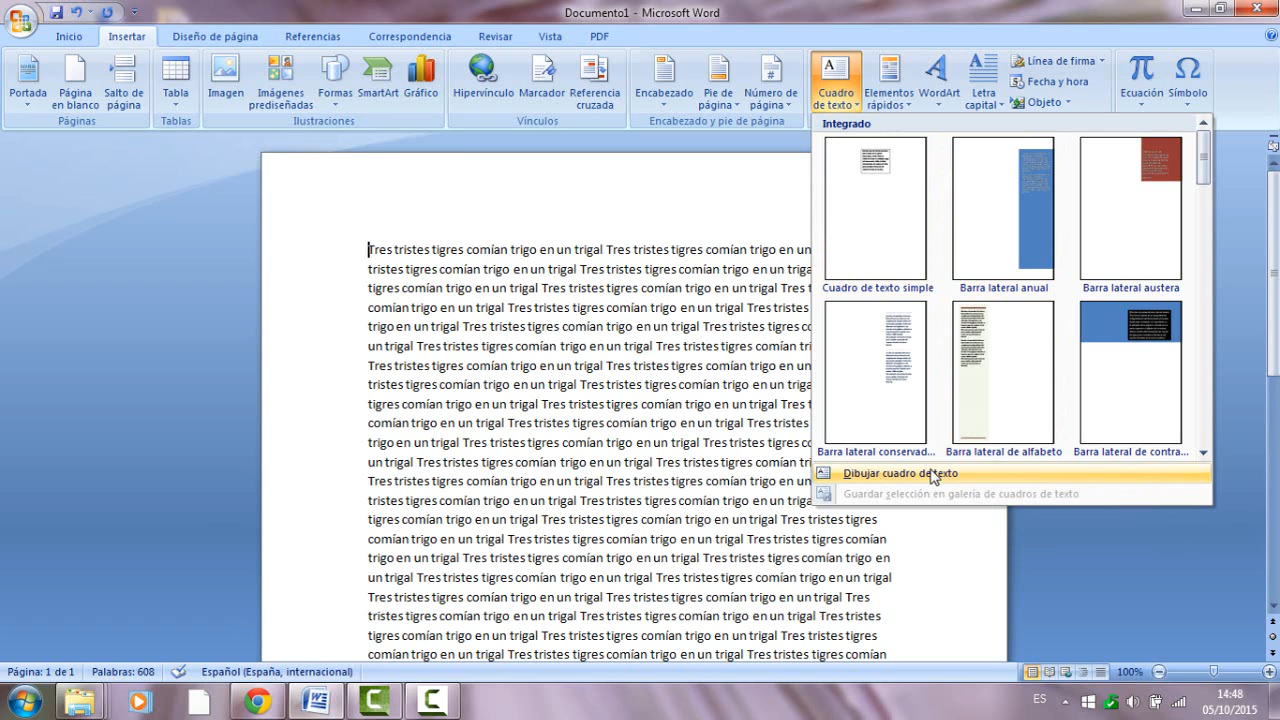 Documento1 - Microsoft Word
Inicio Insertar Diseño de página Referencias Correspondencia Revisar Vista PDF
Portada
Página en blanco
Salto de página
Tabla
Imagen
Imágenes prediseñadas
Formas
SmartArt
Gráfico
Hipervínculo
Marcador
Referencia cruzada
Encabezado
Pie de página
Número de página
Cuadro de texto
Elementos rápidos
WordArt
Letra capital
Línea de firma
Fecha y hora
Objeto
Ecuación
Símbolo
Páginas Tablas Ilustraciones Vínculos Encabezado y pie de página
Integrado
Cuadro de texto simple Barra lateral anual Barra lateral austera
Barra lateral conservad... Barra lateral de alfabeto Barra lateral de contra...
Dibujar cuadro de texto
Guardar selección en galería de cuadros de texto
Tres tristes tigres comían trigo en un trigal Tres tristes tigres comían trigo en un
tristes tigres comían trigo en un trigal Tres tristes tigres comían trigo en un trigal
tigres comían trigo en un trigal Tres tristes tigres comían trigo en un trigal
comían trigo en un trigal Tres tristes tigres comían trigo en un trigal
trigo en un trigal Tres tristes tigres comían trigo en un trigal
un trigal Tres tristes tigres comían trigo en un trigal Tres tristes tigres comían
Tres tristes tigres comían trigo en un trigal Tres tristes tigres comían trigo en un
tristes tigres comían trigo en un trigal Tres tristes tigres comían trigo en un trigal
tigres comían trigo en un trigal Tres tristes tigres comían trigo en un trigal
comían trigo en un trigal Tres tristes tigres comían trigo en un trigal
trigo en un trigal Tres tristes tigres comían trigo en un trigal
un trigal Tres tristes tigres comían trigo en un trigal Tres tristes tigres comían
Tres tristes tigres comían trigo en un trigal Tres tristes tigres comían trigo en un
tristes tigres comían trigo en un trigal Tres tristes tigres comían trigo en un trigal
tigres comían trigo en un trigal Tres tristes tigres comían trigo en un trigal Tres tristes tigres
comían trigo en un trigal Tres tristes tigres comían trigo en un trigal Tres tristes tigres comían
trigo en un trigal Tres tristes tigres comían trigo en un trigal Tres tristes tigres comían trigo en
un trigal Tres tristes tigres comían trigo en un trigal Tres tristes tigres comían trigo en un trigal
Tres tristes tigres comían trigo en un trigal Tres tristes tigres comían trigo en un trigal Tres
tristes tigres comían trigo en un trigal Tres tristes tigres comían trigo en un trigal Tres tristes
tigres comían trigo en un trigal Tres tristes tigres comían trigo en un trigal Tres tristes tigres
comían trigo en un trigal Tres tristes tigres comían trigo en un trigal Tres tristes tigres comían
Página: 1 de 1 Palabras: 608 Español (España, internacional) 100%
ES 14:48
05/10/2015